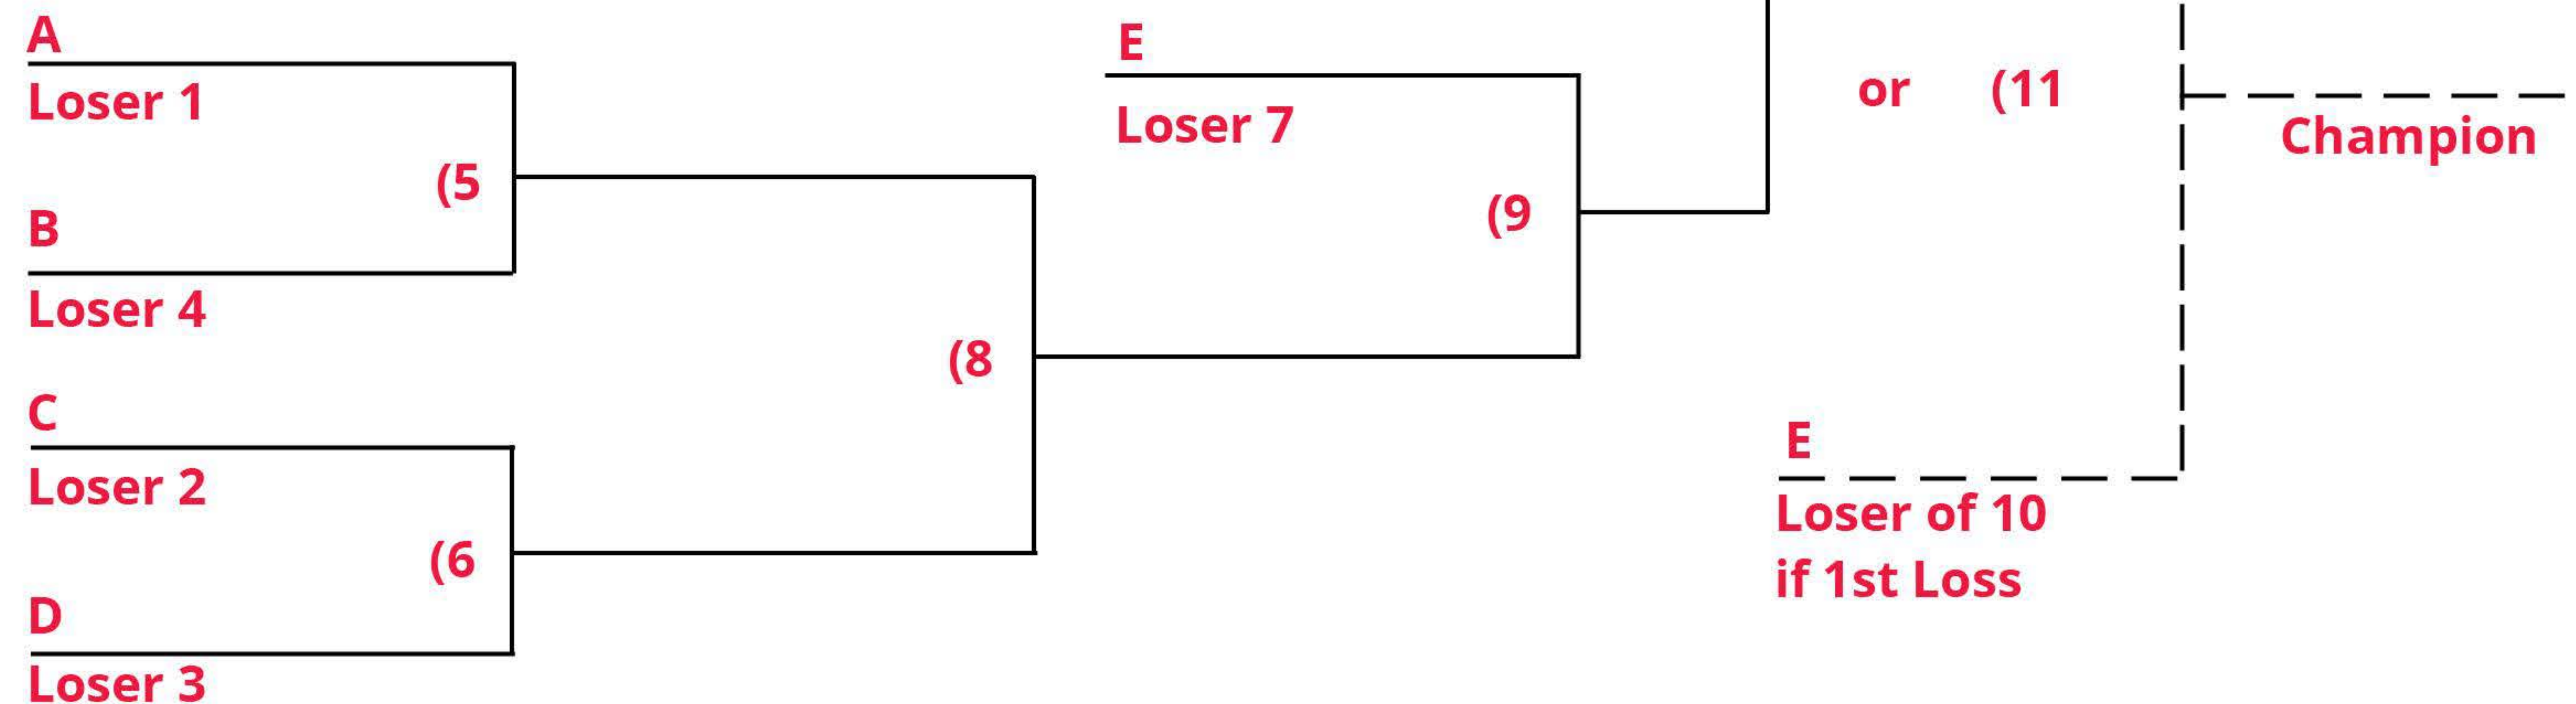 A
Loser 1
(5
B
Loser 4
C
Loser 2
(6
D
Loser 3
(8
E
Loser 7
(9
or (11
Champion
E
Loser of 10
if 1st Loss